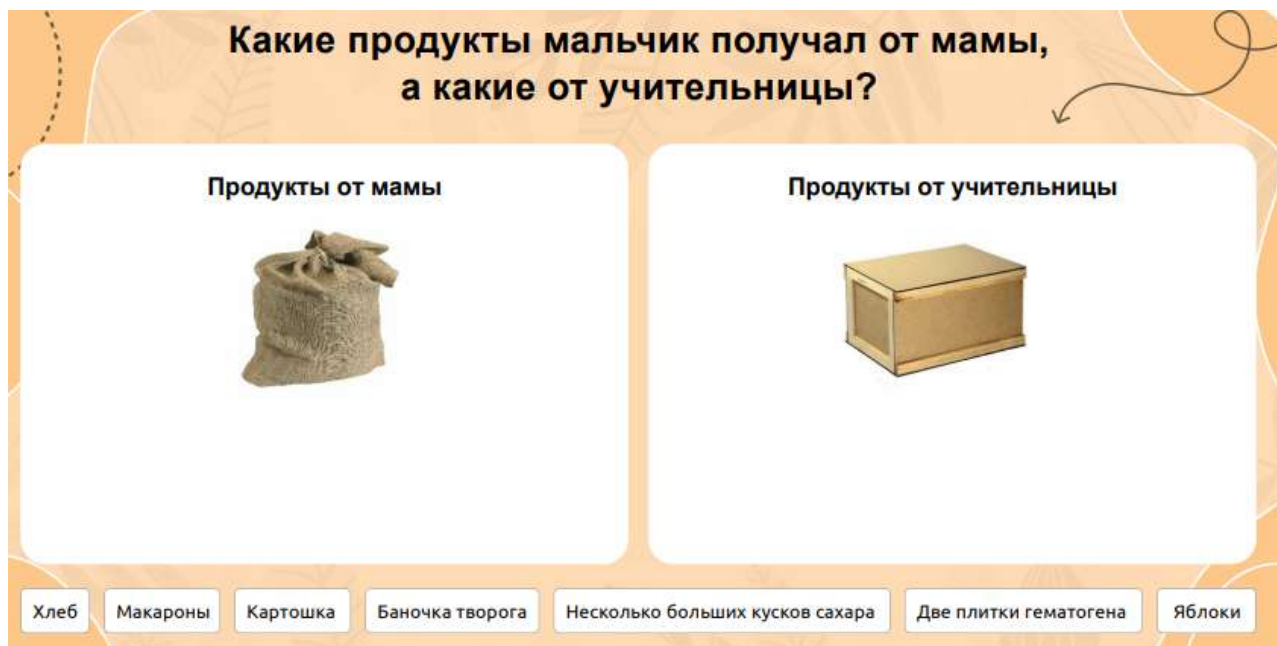 Какие продукты мальчик получал от мамы,
а какие от учительницы?
Продукты от мамы
Продукты от учительницы
Хлеб
Макароны
Картошка
Баночка творога
Несколько больших кусков сахара
Две плитки гематогена
Яблоки